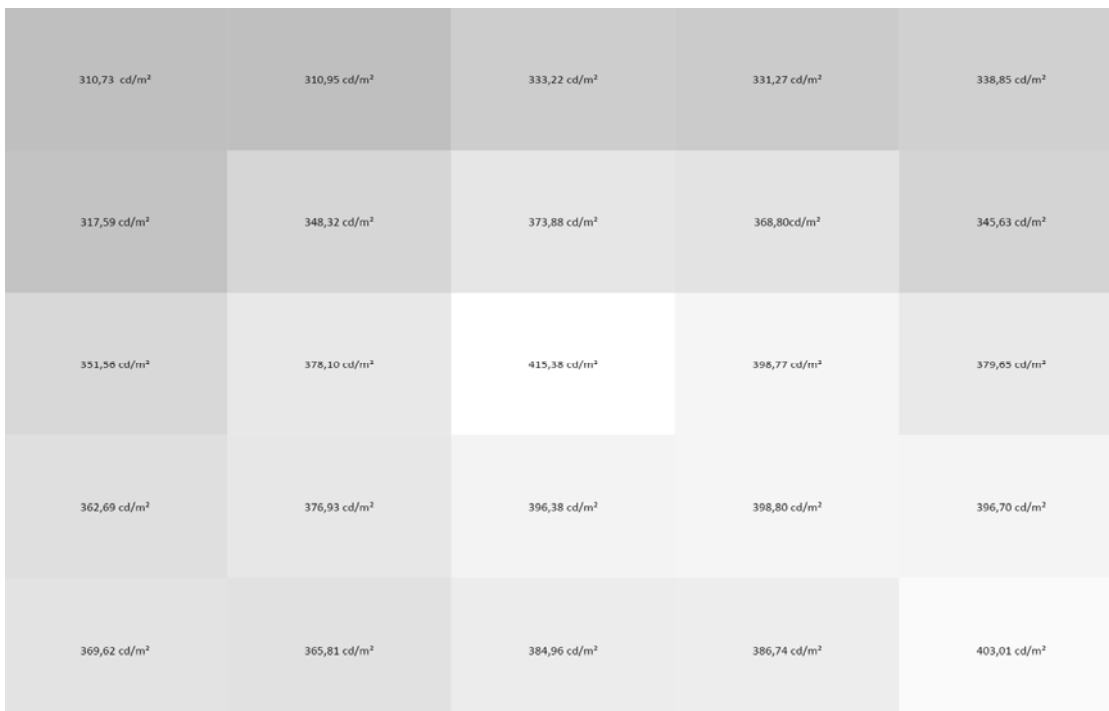 310,73 cd/m² 310,95 cd/m² 333,22 cd/m² 331,27 cd/m² 338,85 cd/m²
317,59 cd/m² 348,32 cd/m² 373,88 cd/m² 368,80cd/m² 345,63 cd/m²
351,56 cd/m² 378,10 cd/m² 415,38 cd/m² 398,77 cd/m² 379,65 cd/m²
362,69 cd/m² 376,93 cd/m² 396,38 cd/m² 398,80 cd/m² 396,70 cd/m²
369,62 cd/m² 365,81 cd/m² 384,96 cd/m² 386,74 cd/m² 403,01 cd/m²